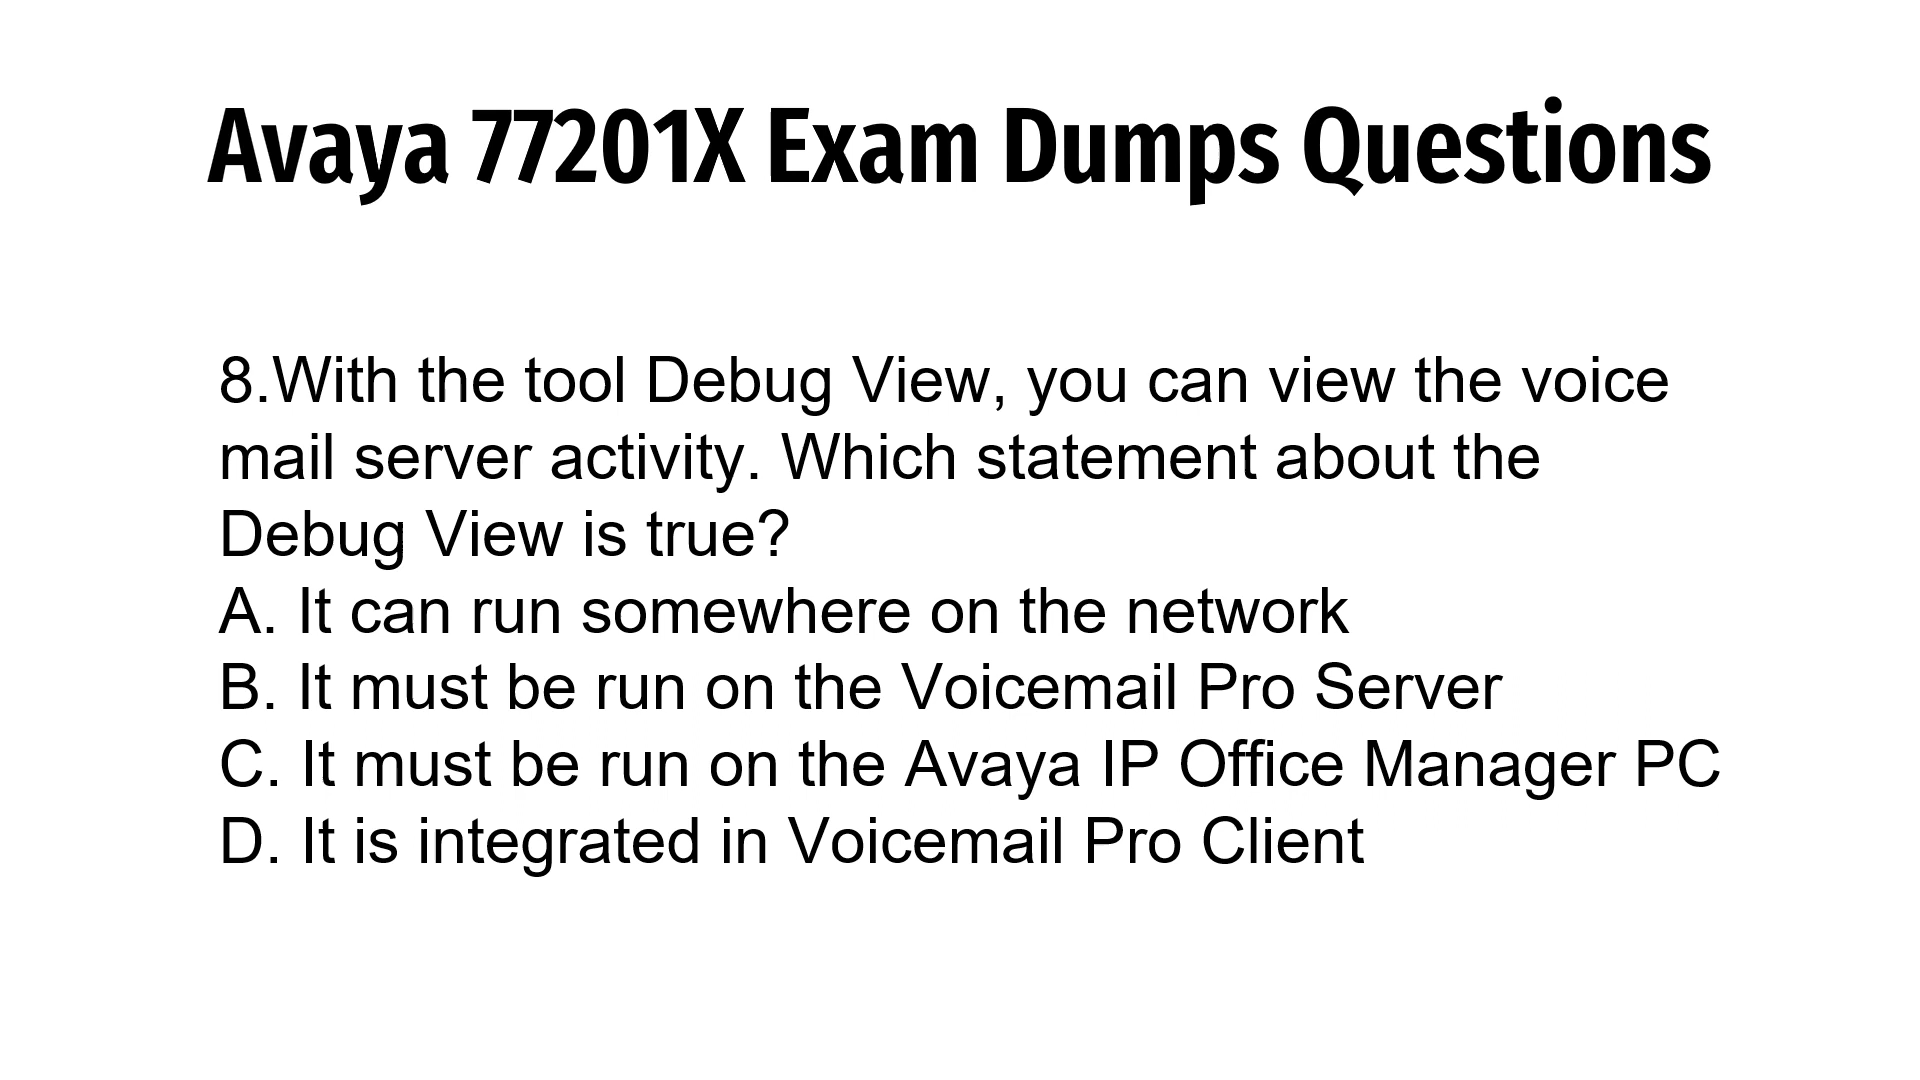 Avaya 77201X Exam Dumps Questions
8.With the tool Debug View, you can view the voice
mail server activity. Which statement about the
Debug View is true?
A. It can run somewhere on the network
B. It must be run on the Voicemail Pro Server
C. It must be run on the Avaya IP Office Manager PC
D. It is integrated in Voicemail Pro Client